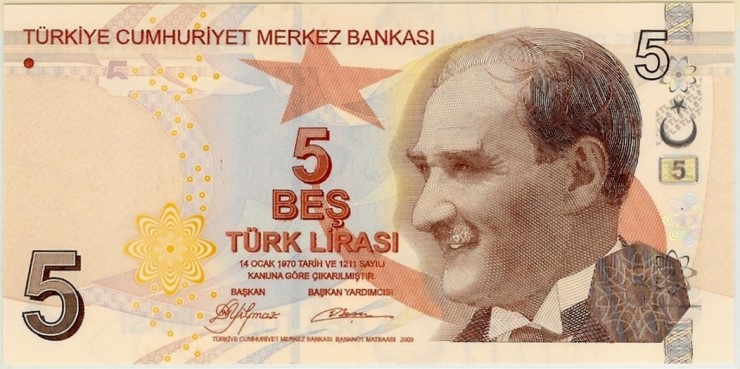 TÜRKİYE CUMHURİYET MERKEZ BANKASI
5
5
5
5
BEŞ
TÜRK LİRASI
14 OCAK 1970 TARİH VE 1211 SAYILI
KANUNA GÖRE ÇIKARILMIŞTIR.
BAŞKAN BAŞKAN YARDIMCISI
5
TÜRKİYE CUMHURİYET MERKEZ BANKASI BANKNOT MATBAASI 2009